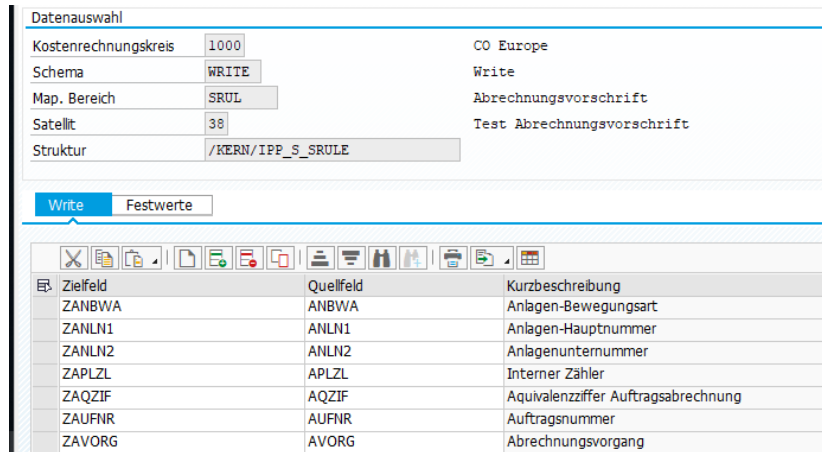 Datenauswahl
Kostenrechnungskreis 1000 CO Europe
Schema WRITE Write
Map. Bereich SRUL Abrechnungsvorschrift
Satellit 38 Test Abrechnungsvorschrift
Struktur /KERN/IPP_S_SRULE
Write Festwerte
Zielfeld Quellfeld Kurzbeschreibung
ZANBWA ANBWA Anlagen-Bewegungsart
ZANLN1 ANLN1 Anlagen-Hauptnummer
ZANLN2 ANLN2 Anlagenunternummer
ZAPLZL APLZL Interner Zähler
ZAQZIF AQZIF Äquivalenzziffer Auftragsabrechnung
ZAUFNR AUFNR Auftragsnummer
ZAVORG AVORG Abrechnungsvorgang